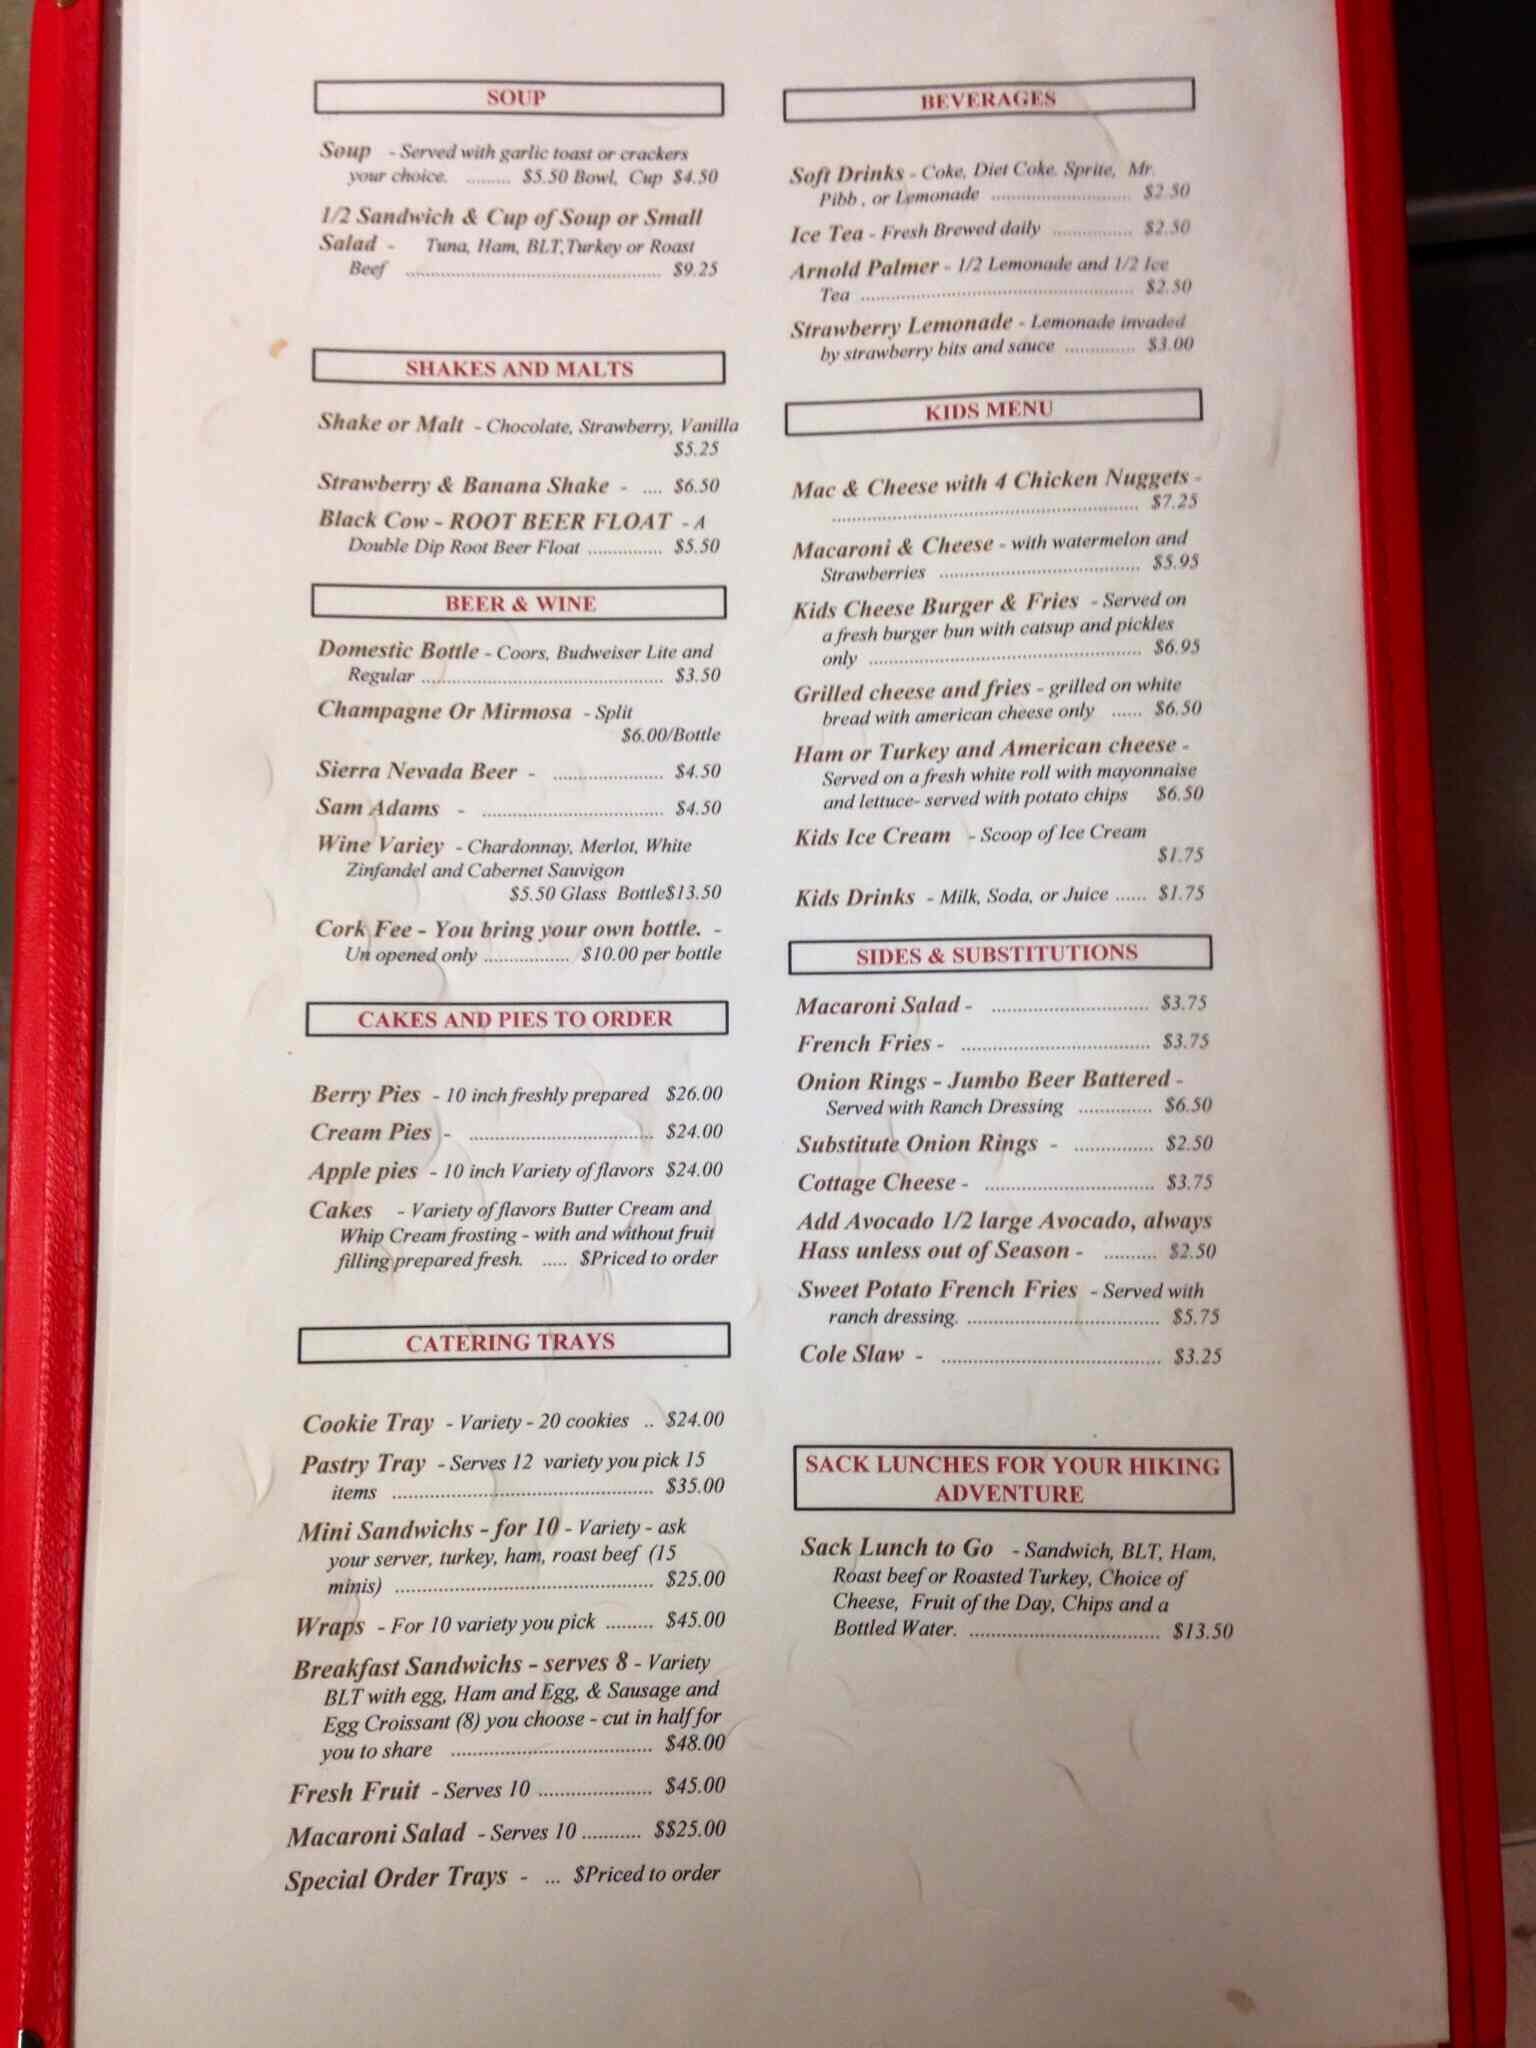 SOUP
Soup - Served with garlic toast or crackers
your choice. ......... $5.50 Bowl, Cup $4.50
1/2 Sandwich & Cup of Soup or Small
Salad - Tuna, Ham, BLT,Turkey or Roast
Beef .................................................... $9.25
SHAKES AND MALTS
Shake or Malt - Chocolate, Strawberry, Vanilla
$5.25
Strawberry & Banana Shake - .... $6.50
Black Cow - ROOT BEER FLOAT - A
Double Dip Root Beer Float ............... $5.50
BEER & WINE
Domestic Bottle - Coors, Budweiser Lite and
Regular ................................................. $3.50
Champagne Or Mirmosa - Split
$6.00/Bottle
Sierra Nevada Beer - ...................... $4.50
Sam Adams - ..................................... $4.50
Wine Variey - Chardonnay, Merlot, White
Zinfandel and Cabernet Sauvigon
$5.50 Glass Bottle$13.50
Cork Fee - You bring your own bottle. -
Un opened only ................. $10.00 per bottle
CAKES AND PIES TO ORDER
Berry Pies - 10 inch freshly prepared $26.00
Cream Pies - ..................................... $24.00
Apple pies - 10 inch Variety of flavors $24.00
Cakes - Variety of flavors Butter Cream and
Whip Cream frosting - with and without fruit
filling prepared fresh. ..... $Priced to order
CATERING TRAYS
Cookie Tray - Variety - 20 cookies .. $24.00
Pastry Tray - Serves 12 variety you pick 15
items .................................................... $35.00
Mini Sandwichs - for 10 - Variety - ask
your server, turkey, ham, roast beef (15
minis) .................................................... $25.00
Wraps - For 10 variety you pick ......... $45.00
Breakfast Sandwichs - serves 8 - Variety
BLT with egg, Ham and Egg, & Sausage and
Egg Croissant (8) you choose - cut in half for
you to share ........................................ $48.00
Fresh Fruit - Serves 10 ...................... $45.00
Macaroni Salad - Serves 10 ........... $$25.00
Special Order Trays - ... $Priced to order
BEVERAGES
Soft Drinks - Coke, Diet Coke. Sprite, Mr.
Pibb , or Lemonade ............................ $2.50
Ice Tea - Fresh Brewed daily ................ $2.50
Arnold Palmer - 1/2 Lemonade and 1/2 Ice
Tea ....................................................... $2.50
Strawberry Lemonade - Lemonade invaded
by strawberry bits and sauce .............. $3.00
KIDS MENU
Mac & Cheese with 4 Chicken Nuggets -
.............................................................. $7.25
Macaroni & Cheese - with watermelon and
Strawberries ........................................ $5.95
Kids Cheese Burger & Fries - Served on
a fresh burger bun with catsup and pickles
only ...................................................... $6.95
Grilled cheese and fries - grilled on white
bread with american cheese only ...... $6.50
Ham or Turkey and American cheese -
Served on a fresh white roll with mayonnaise
and lettuce- served with potato chips $6.50
Kids Ice Cream - Scoop of Ice Cream
$1.75
Kids Drinks - Milk, Soda, or Juice ...... $1.75
SIDES & SUBSTITUTIONS
Macaroni Salad - ............................... $3.75
French Fries - ...................................... $3.75
Onion Rings - Jumbo Beer Battered -
Served with Ranch Dressing .............. $6.50
Substitute Onion Rings - ................ $2.50
Cottage Cheese - .................................. $3.75
Add Avocado 1/2 large Avocado, always
Hass unless out of Season - .......... $2.50
Sweet Potato French Fries - Served with
ranch dressing. ...................................... $5.75
Cole Slaw - ............................................ $3.25
SACK LUNCHES FOR YOUR HIKING
ADVENTURE
Sack Lunch to Go - Sandwich, BLT, Ham,
Roast beef or Roasted Turkey, Choice of
Cheese, Fruit of the Day, Chips and a
Bottled Water. ...................................... $13.50